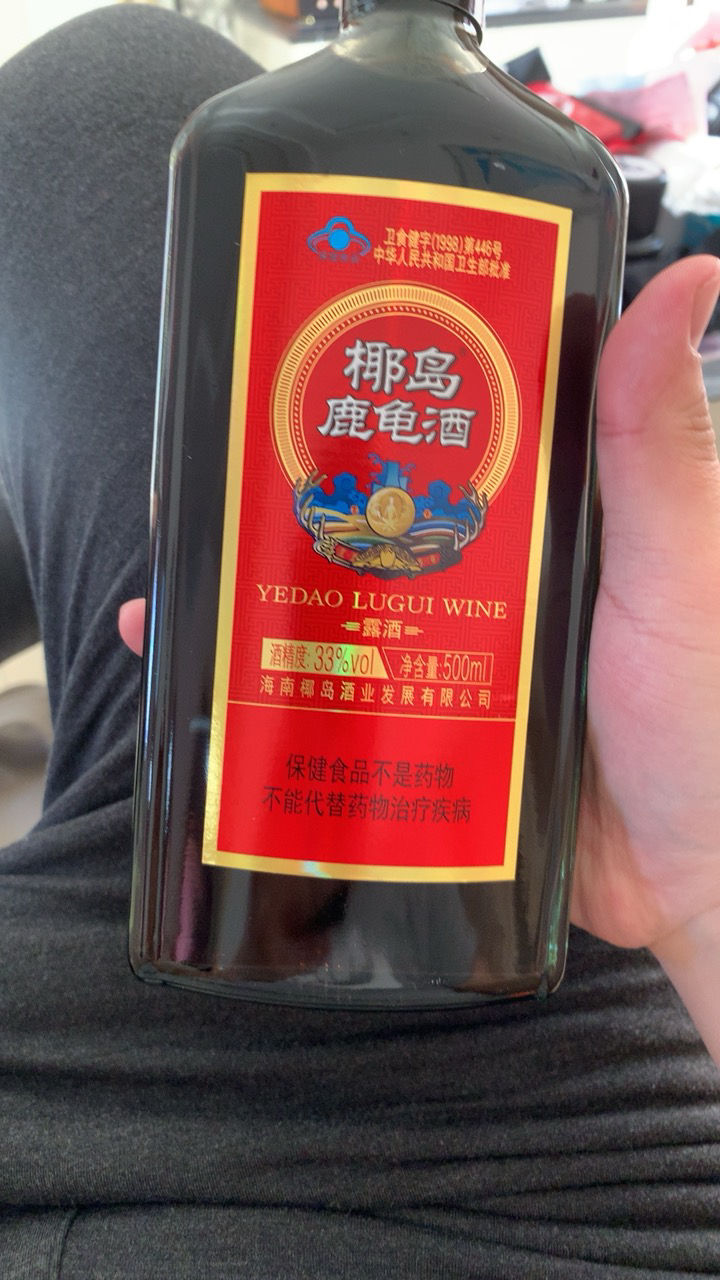 卫食健字(1998)第446号
中华人民共和国卫生部批准
椰岛
鹿龟酒
YEDAO LUGUI WINE
露酒
酒精度:33%vol 净含量:500ml
海南椰岛酒业发展有限公司
保健食品不是药物
不能代替药物治疗疾病